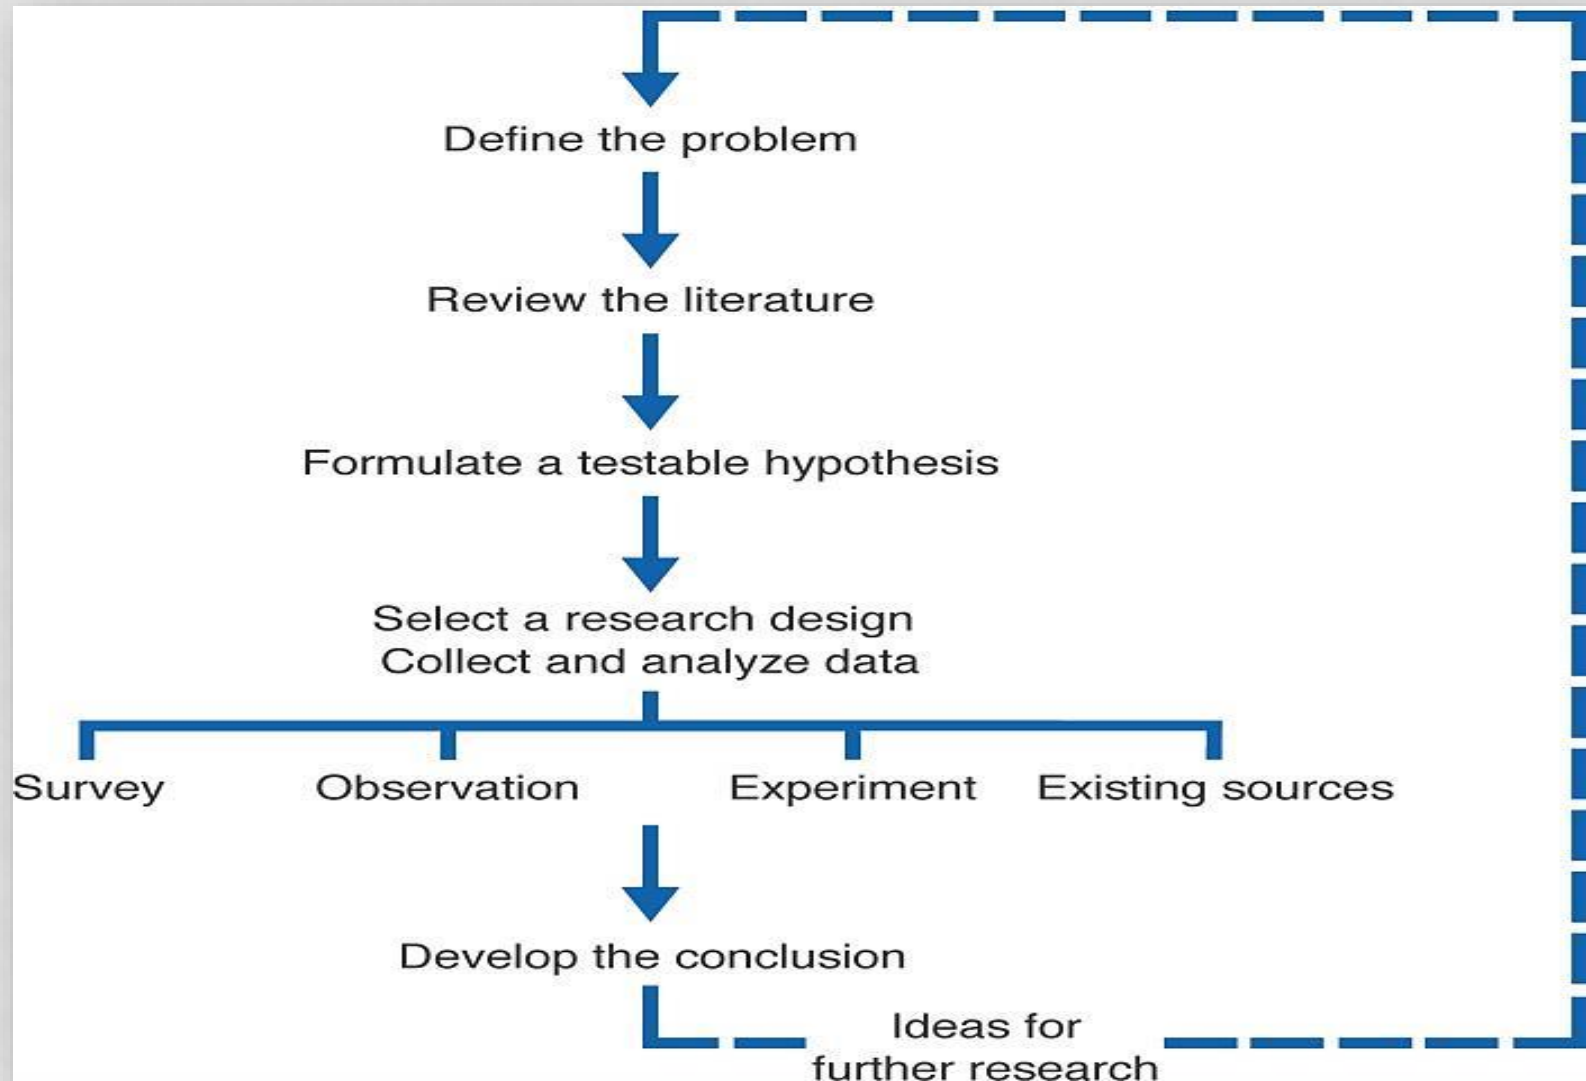 Define the problem
Review the literature
Formulate a testable hypothesis
Select a research design
Collect and analyze data
Survey
Observation
Experiment
Existing sources
Develop the conclusion
Ideas for
further research